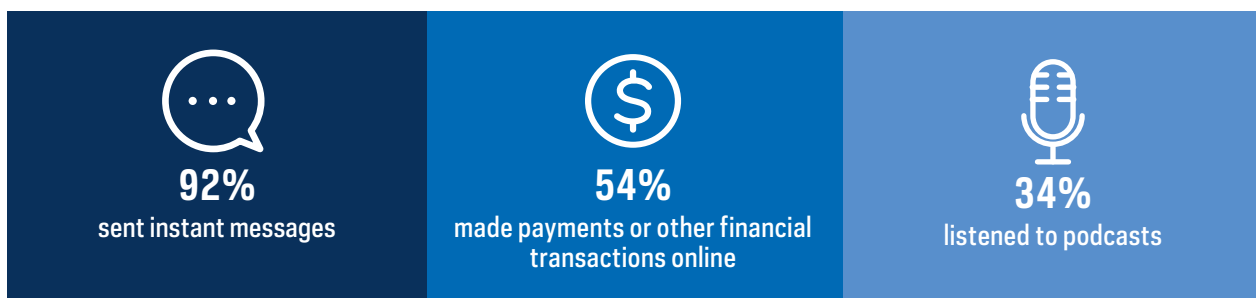 92%
sent instant messages
54%
made payments or other financial
transactions online
34%
listened to podcasts